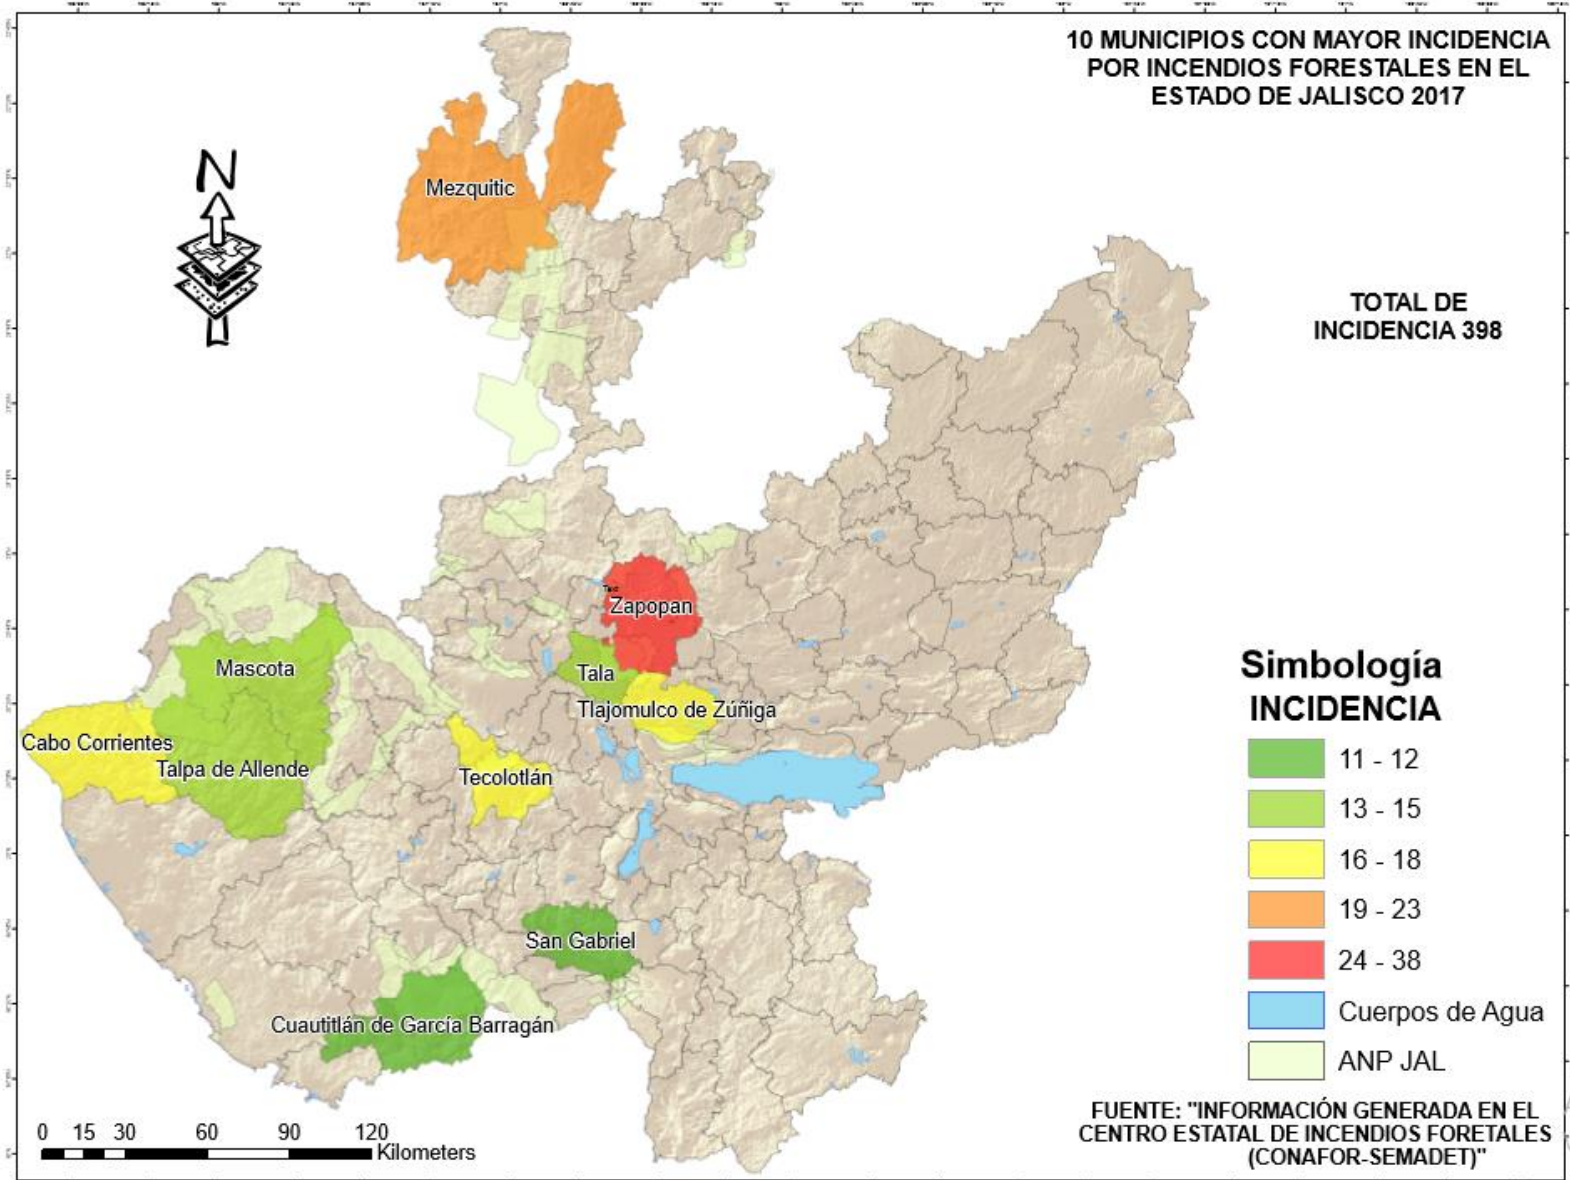 10 MUNICIPIOS CON MAYOR INCIDENCIA
POR INCENDIOS FORESTALES EN EL
ESTADO DE JALISCO 2017
N
Mezquitic
TOTAL DE
INCIDENCIA 398
Zapopan
Mascota
Tala
Tlajomulco de Zúñiga
Cabo Corrientes
Talpa de Allende
Tecolotlán
San Gabriel
Cuautitlán de García Barragán
Simbología
INCIDENCIA
11 - 12
13 - 15
16 - 18
19 - 23
24 - 38
Cuerpos de Agua
ANP JAL
0 15 30 60 90 120
Kilometers
FUENTE: "INFORMACIÓN GENERADA EN EL
CENTRO ESTATAL DE INCENDIOS FORETALES
(CONAFOR-SEMADET)"